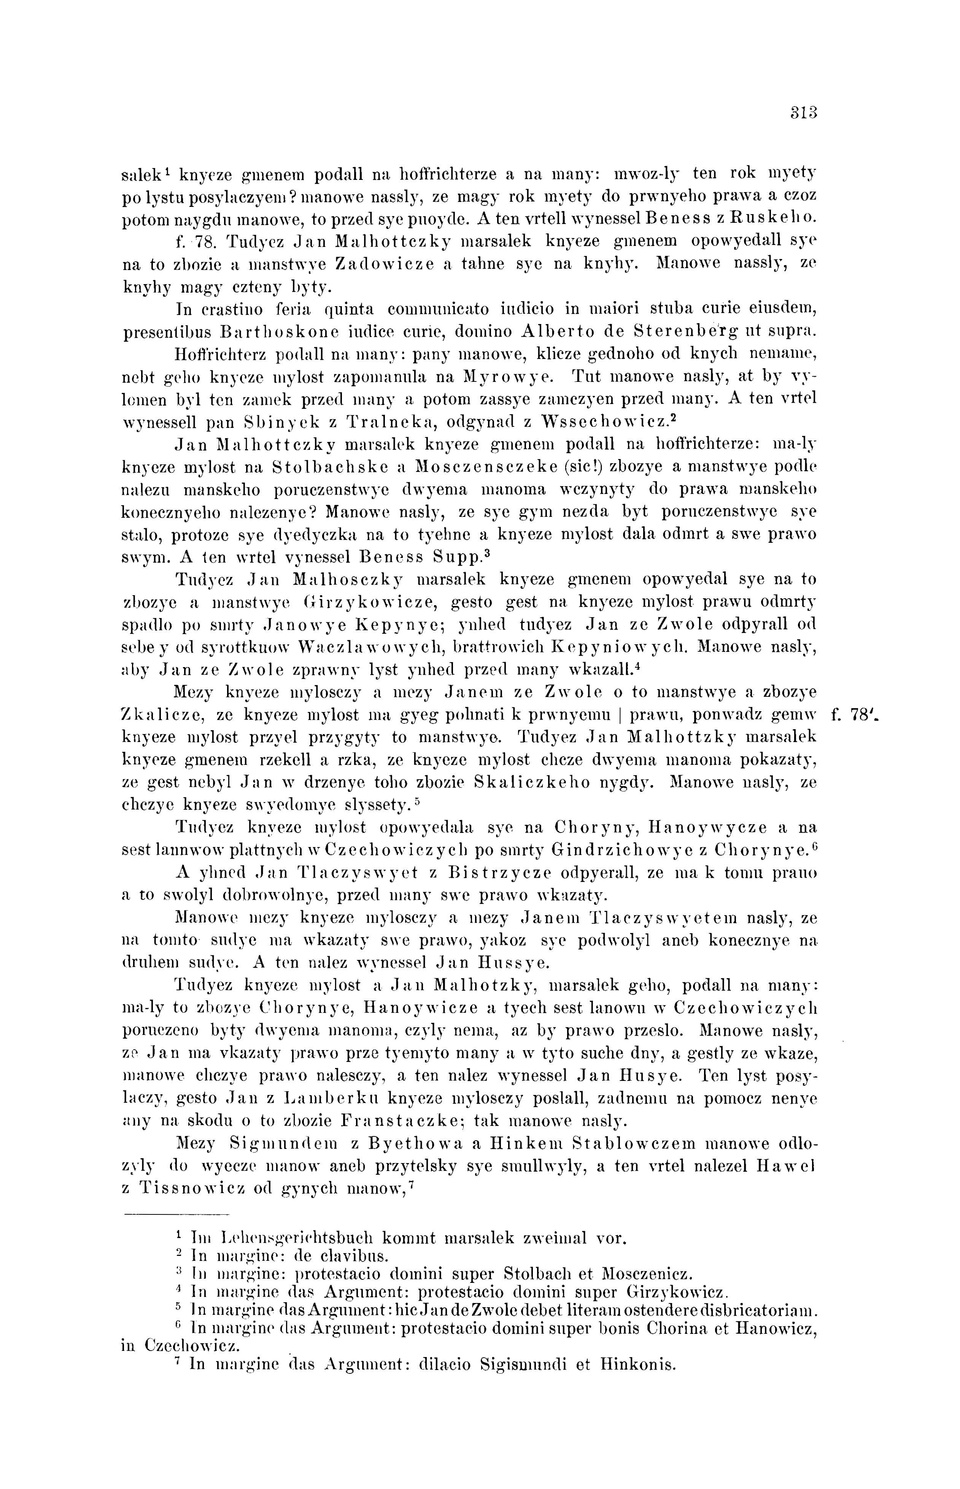 313
salek¹ knyeze gmenem podall na hoffrichterze a na many: mwoz-ly ten rok myety
po lystu posylaczyem? manowe nassly, ze magy rok myety do prwnyeho prawa a czoz
potom naygdu manowe, to przed sye puoyde. A ten vrtell wynessel Beness z Ruskeho.
f. 78. Tudyez Jan Malhottczky marsalek knyeze gmenem opowyedall sye
na to zbozie a manstwye Zadowicze a tahne sye na knyhy. Manowe nassly, ze
knyhy magy czteny byty.
In crastino feria quinta communicato iudicio in maiori stuba curie eiusdem,
presentibus Barthoskone iudice curie, domino Alberto de Sterenberg ut supra.
Hoffrichterz podall na many: pany manowe, klicze gednoho od knych nemame,
nebt geho knyeze mylost zapomanula na Myrowye. Tut manowe nasly, at by vy-
lomen byl ten zamek przed many a potom zassye zamczyen przed many. A ten vrtel
wynessell pan Sbinyek z Tralneka, odgynad z Wssechowicz.²
Jan Malhottczky marsalek knyeze gmenem podall na hoffrichterze: ma-ly
knyeze mylost na Stolbachske a Mosczensczeke (sic!) zbozye a manstwye podle
nalezu manskeho poruczenstwye dwyema manoma wczynyty do prawa manskeho
konecznyeho nalezenye? Manowe nasly, ze sye gym nezda byt poruczenstwye sye
stalo, protoze sye dyedyczka na to tyehne a knyeze mylost dala odmrt a swe prawo
swym. A ten wrtel vynessel Beness Supp.³
Tudyez Jan Malhosczky marsalek knyeze gmenem opowyedal sye na to
zbozye a manstwye Girzykowicze, gesto gest na knyeze mylost prawu odmrty
spadlo po smrty Janowye Kepynye; ynhed tudyez Jan ze Zwole odpyrall od
sebe y od syrottkuow Waczlawowych, brattrowich Kepyniowych. Manowe nasly,
aby Jan ze Zwole zprawny lyst ynhed przed many wkazall.⁴
Mezy knyeze mylosczy a mezy Janem ze Zwole o to manstwye a zbozye
Zkalicze, ze knyeze mylost ma gyeg pohnati k prwnyemu | prawu, ponwadz gemw f. 78′.
knyeze mylost przyel przygyty to manstwye. Tudyez Jan Malhottzky marsalek
knyeze gmenem rzekell a rzka, ze knyeze mylost chcze dwyema manoma pokazaty,
ze gest nebyl Jan w drzenye toho zbozie Skaliczkeho nygdy. Manowe nasly, ze
chczye knyeze swyedomye slyssety.⁵
Tudyez knyeze mylost opowyedala sye na Choryny, Hanoywycze a na
sest lannwow plattnych w Czechowiczych po smrty Gindrzichowye z Chorynye.⁶
A yhned Jan Tlaczyswyet z Bistrzycze odpyerall, ze ma k tomu prauo
a to swolyl dobrowolnye, przed many swe prawo wkazaty.
Manowe mezy knyeze mylosczy a mezy Janem Tlaczyswyetem nasly, ze
na tomto sudye ma wkazaty swe prawo, yakoz sye podwolyl aneb konecznye na
druhem sudye. A ten nalez wynessel Jan Hussye.
Tudyez knyeze mylost a Jan Malhotzky, marsalek geho, podall na many:
ma-ly to zbozye Chorynye, Hanoywicze a tyech sest lanowu w Czechowiczych
poruczeno byty dwyema manoma, czyly nema, az by prawo przeslo. Manowe nasly,
ze Jan ma vkazaty prawo prze tyemyto many a w tyto suche dny, a gestly ze wkaze,
manowe chczye prawo nalesczy, a ten nalez wynessel Jan Husye. Ten lyst posy-
laczy, gesto Jan z Lamberku knyeze mylosczy poslall, zadnemu na pomocz nenye
any na skodu o to zbozie Franstaczke; tak manowe nasly.
Mezy Sigmundem z Byethowa a Hinkem Stablowczem manowe odlo-
zyly do wyecze manow aneb przytelsky sye smullwyly, a ten vrtel nalezel Hawel
z Tissnowicz od gynych manow,⁷
¹ Im Lehensgerichtsbuch kommt marsalek zweimal vor.
² In margine: de clavibus.
³ In margine: protestacio domini super Stolbach et Mosczenicz.
⁴ In margine das Argument: protestacio domini super Girzykowicz.
⁵ In margine das Argument: hic Jan de Zwole debet literam ostendere disbricatoriam.
⁶ In margine das Argument: protestacio domini super bonis Chorina et Hanowicz,
in Czechowicz.
⁷ In margine das Argument: dilacio Sigismundi et Hinkonis.